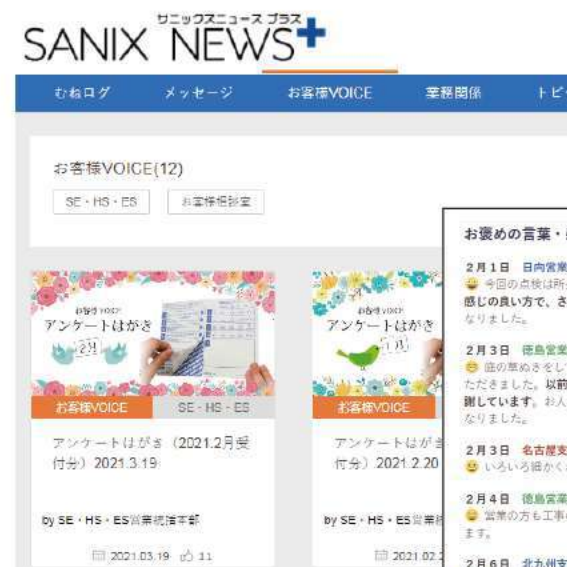 サニックスニュース プラス
SANIX NEWS+
むねログ メッセージ お客様VOICE 業務関係 トピ
お客様VOICE(12)
SE・HS・ES お客様相談室
お客様VOICE
アンケートはがき
2月
お客様VOICE SE・HS・ES
アンケートはがき（2021.2月受
付分）2021.3.19
by SE・HS・ES営業統括本部
2021.03.19 11
お客様VOICE
アンケートはがき
1月
お客様VOICE
アンケートはがき
付分）2021.2.20
by SE・HS・ES営業統
2021.02.2
お褒めの言葉・
2月1日 日向営業
今回の点検は所
感じの良い方で、さ
なりました。
2月3日 徳島営業
庭の草ぬきをして
ただきました。以前
謝しています。お人
なりました。
2月3日 名古屋支
いろいろ細かく
2月4日 徳島営業
営業の方も工事
ます。
2月6日 北九州支